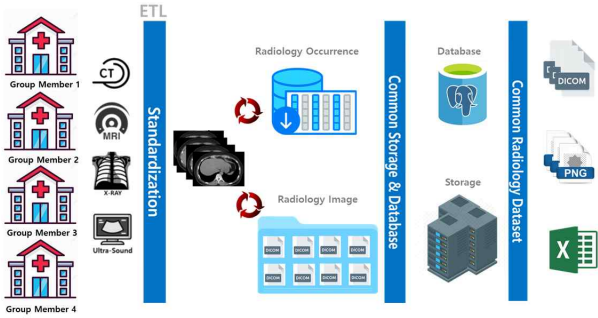 ETL
Group Member 1
Group Member 2
Group Member 3
Group Member 4
CT
MRI
X-RAY
Ultra-Sound
Standardization
Radiology Occurrence
Radiology Image
DICOM
DICOM
DICOM
DICOM
DICOM
DICOM
DICOM
DICOM
Common Storage & Database
Database
Storage
Common Radiology Dataset
DICOM
PNG
X